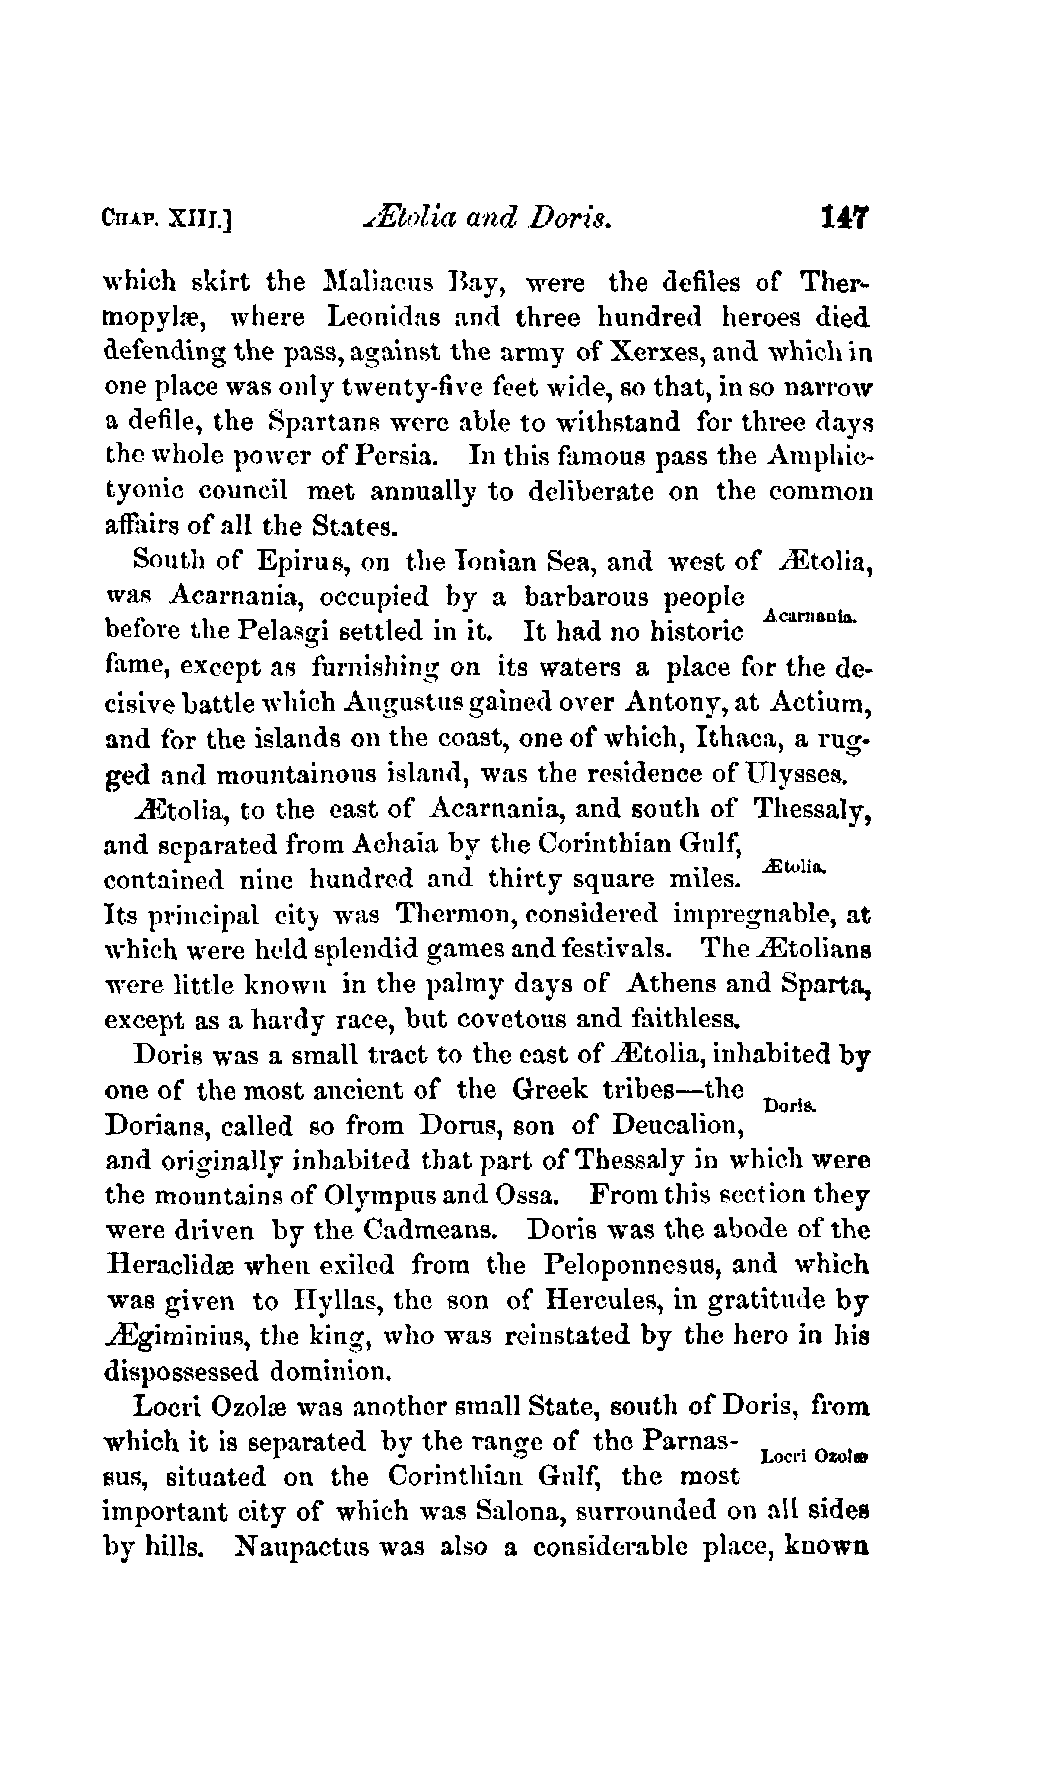 CHAP. XIII.] Ætolia and Doris. 147
which skirt the Maliacus Bay, were the defiles of Ther-
mopylæ, where Leonidas and three hundred heroes died
defending the pass, against the army of Xerxes, and which in
one place was only twenty-five feet wide, so that, in so narrow
a defile, the Spartans were able to withstand for three days
the whole power of Persia. In this famous pass the Amphic-
tyonic council met annually to deliberate on the common
affairs of all the States.
South of Epirus, on the Ionian Sea, and west of Ætolia,
was Acarnania, occupied by a barbarous people
Acarnania.
before the Pelasgi settled in it. It had no historic
fame, except as furnishing on its waters a place for the de-
cisive battle which Augustus gained over Antony, at Actium,
and for the islands on the coast, one of which, Ithaca, a rug-
ged and mountainous island, was the residence of Ulysses.
Ætolia, to the east of Acarnania, and south of Thessaly,
and separated from Achaia by the Corinthian Gulf,
Ætolia.
contained nine hundred and thirty square miles.
Its principal city was Thermon, considered impregnable, at
which were held splendid games and festivals. The Ætolians
were little known in the palmy days of Athens and Sparta,
except as a hardy race, but covetous and faithless.
Doris was a small tract to the east of Ætolia, inhabited by
one of the most ancient of the Greek tribes—the
Doris.
Dorians, called so from Dorus, son of Deucalion,
and originally inhabited that part of Thessaly in which were
the mountains of Olympus and Ossa. From this section they
were driven by the Cadmeans. Doris was the abode of the
Heraclidæ when exiled from the Peloponnesus, and which
was given to Hyllas, the son of Hercules, in gratitude by
Ægiminius, the king, who was reinstated by the hero in his
dispossessed dominion.
Locri Ozolæ was another small State, south of Doris, from
which it is separated by the range of the Parnas-
Locri Ozolæ
sus, situated on the Corinthian Gulf, the most
important city of which was Salona, surrounded on all sides
by hills. Naupactus was also a considerable place, known